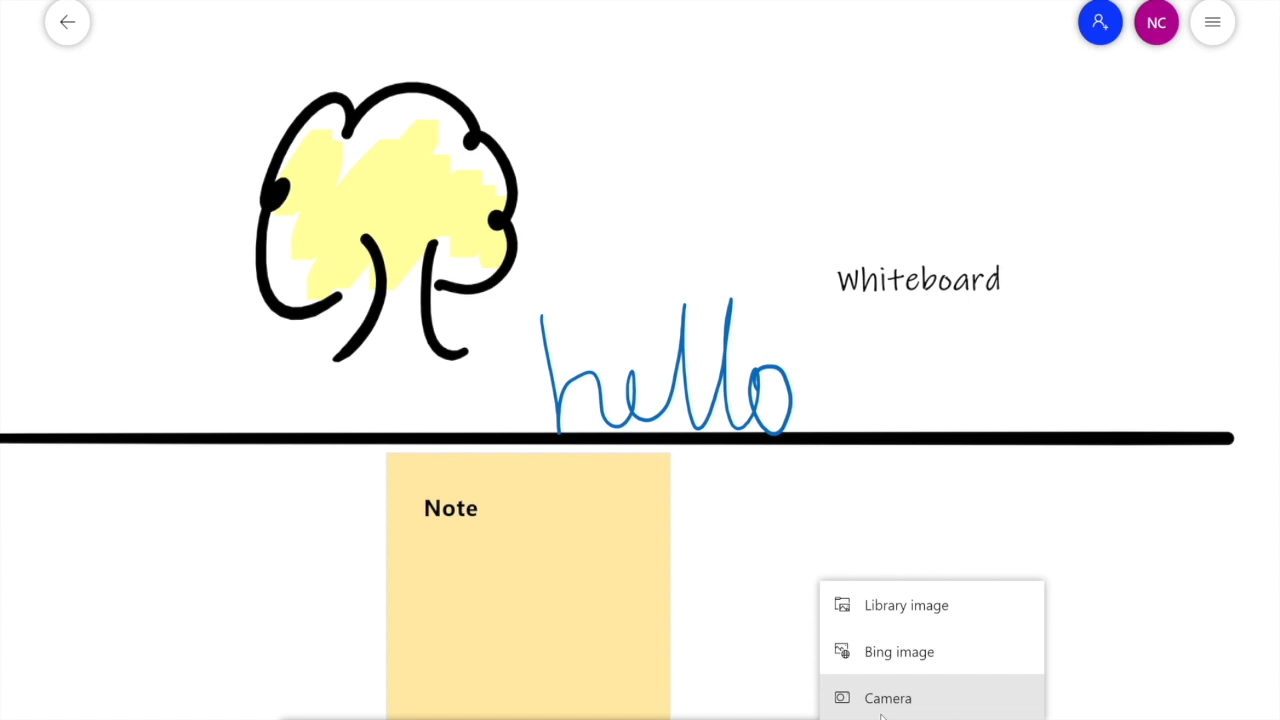 NC
Whiteboard
hello
Note
Library image
Bing image
Camera